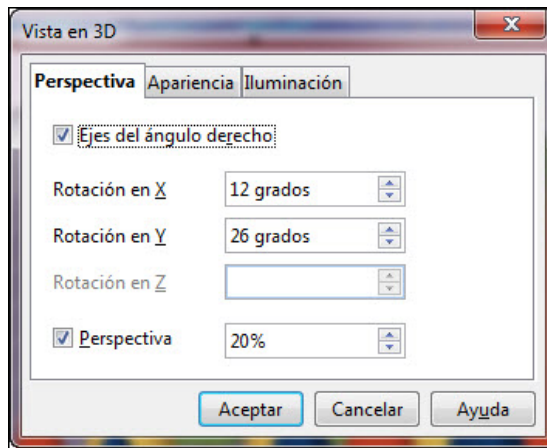 Vista en 3D
Perspectiva Apariencia Iluminación
Ejes del ángulo derecho
Rotación en X 12 grados
Rotación en Y 26 grados
Rotación en Z
Perspectiva 20%
Aceptar Cancelar Ayuda